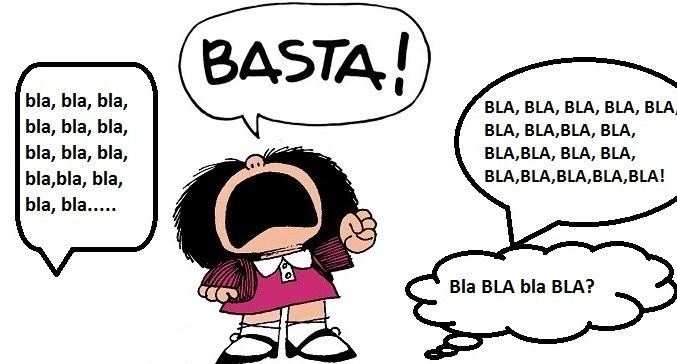 BASTA!
bla, bla, bla,
bla, bla, bla,
bla, bla, bla,
bla,bla, bla,
bla, bla.....
BLA, BLA, BLA, BLA, BLA,
BLA, BLA,BLA, BLA,
BLA,BLA, BLA, BLA,
BLA,BLA,BLA,BLA,BLA!
Bla BLA bla BLA?